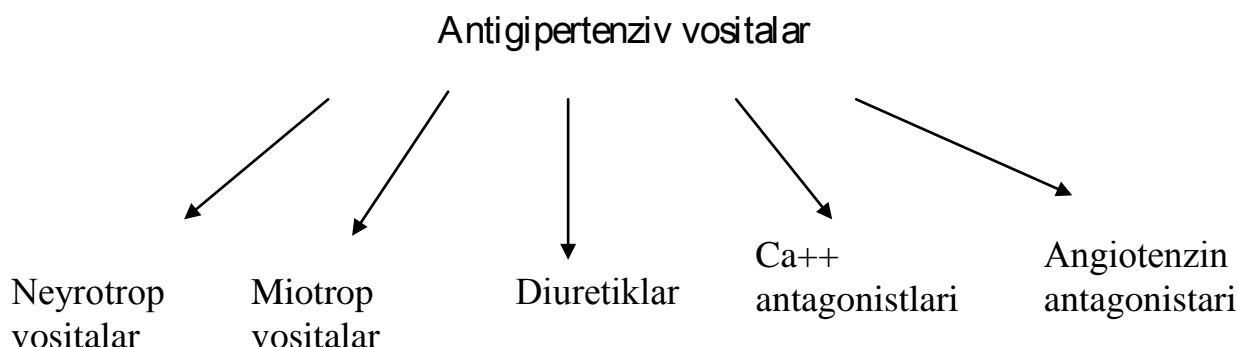 Antigipertenziv vositalar
Neyrotrop
vositalar
Miotrop
vositalar
Diuretiklar
Ca++
antagonistlari
Angiotenzin
antagonistari